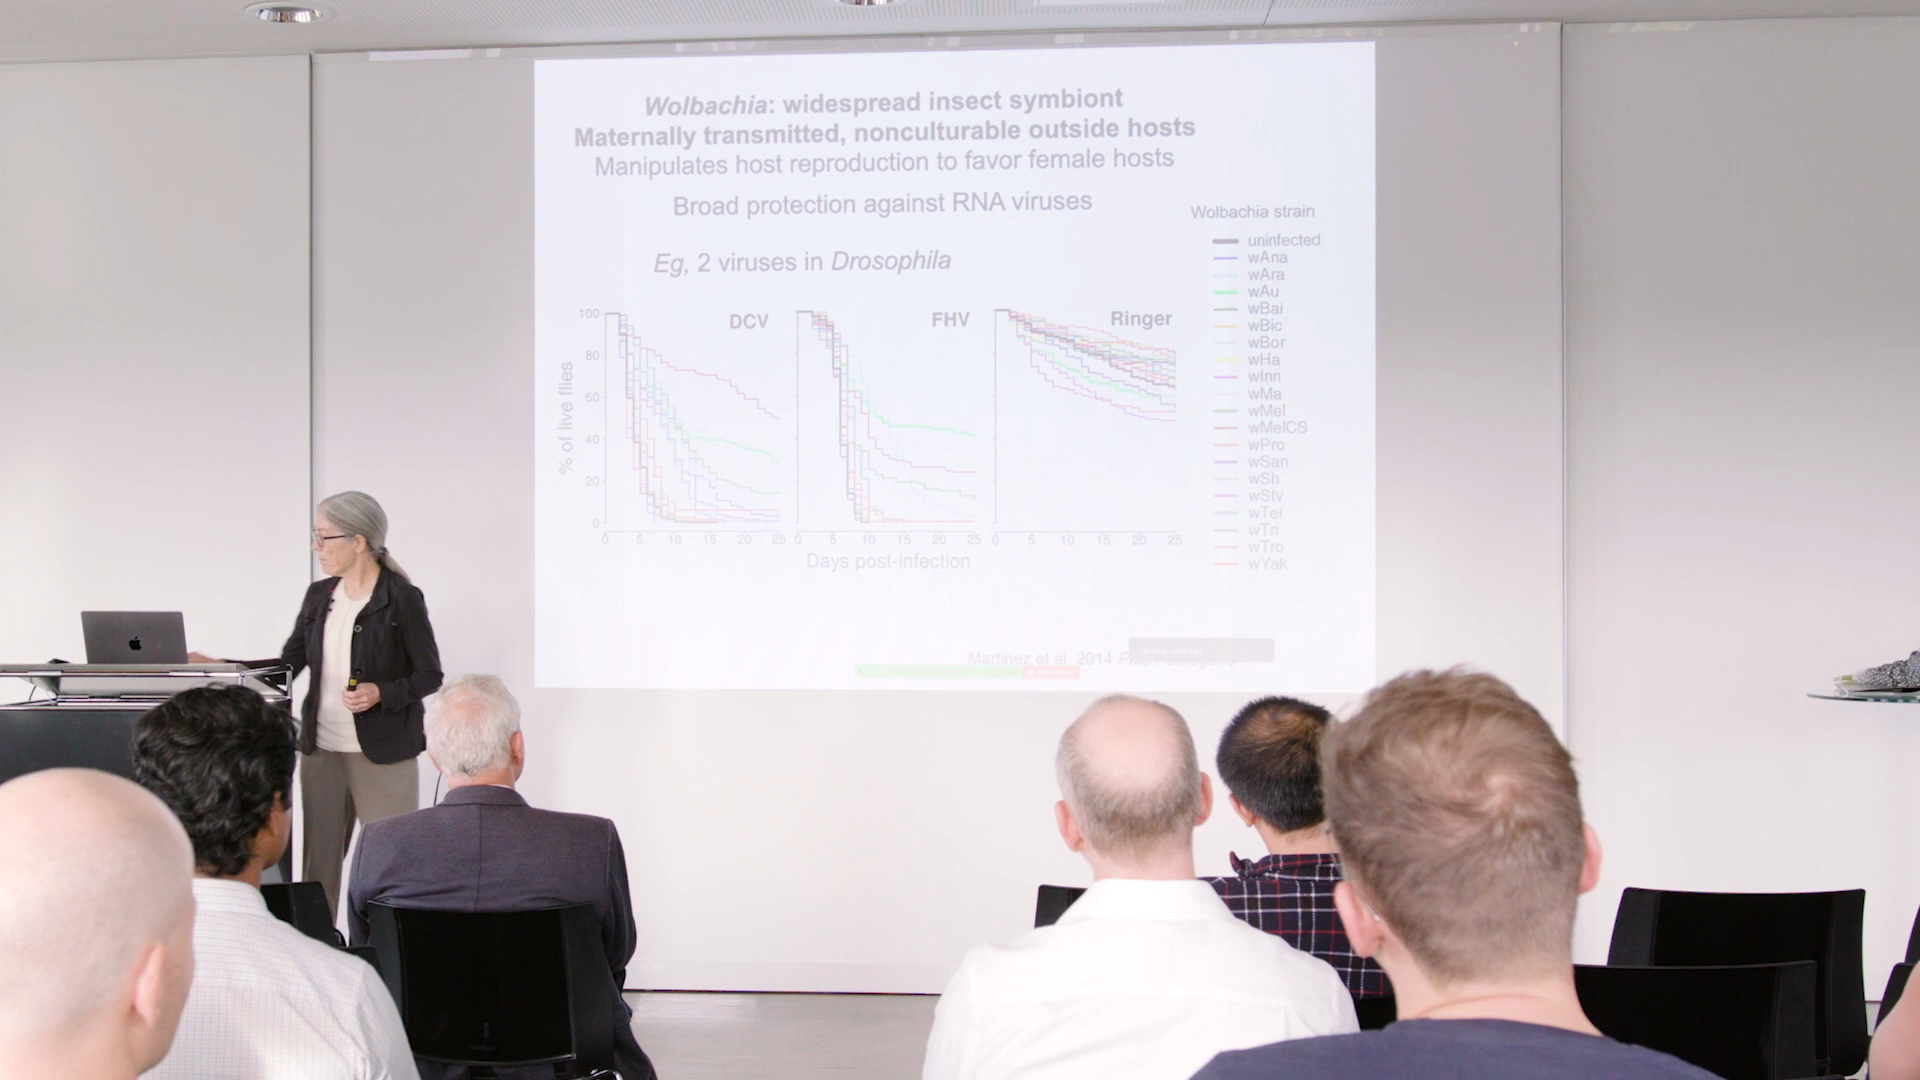 Wolbachia: widespread insect symbiont
Maternally transmitted, nonculturable outside hosts
Manipulates host reproduction to favor female hosts
Broad protection against RNA viruses
Eg, 2 viruses in Drosophila
Wolbachia strain
uninfected
wAna
wAra
wAu
wBai
wBic
wBor
wHa
wInn
wMa
wMel
wMelCS
wPro
wSan
wSh
wStv
wTei
wTri
wTro
wYak
% of live flies
100
80
60
40
20
0
DCV
FHV
Ringer
0 5 10 15 20 25
0 5 10 15 20 25
0 5 10 15 20 25
Days post-infection
Martinez et al. 2014